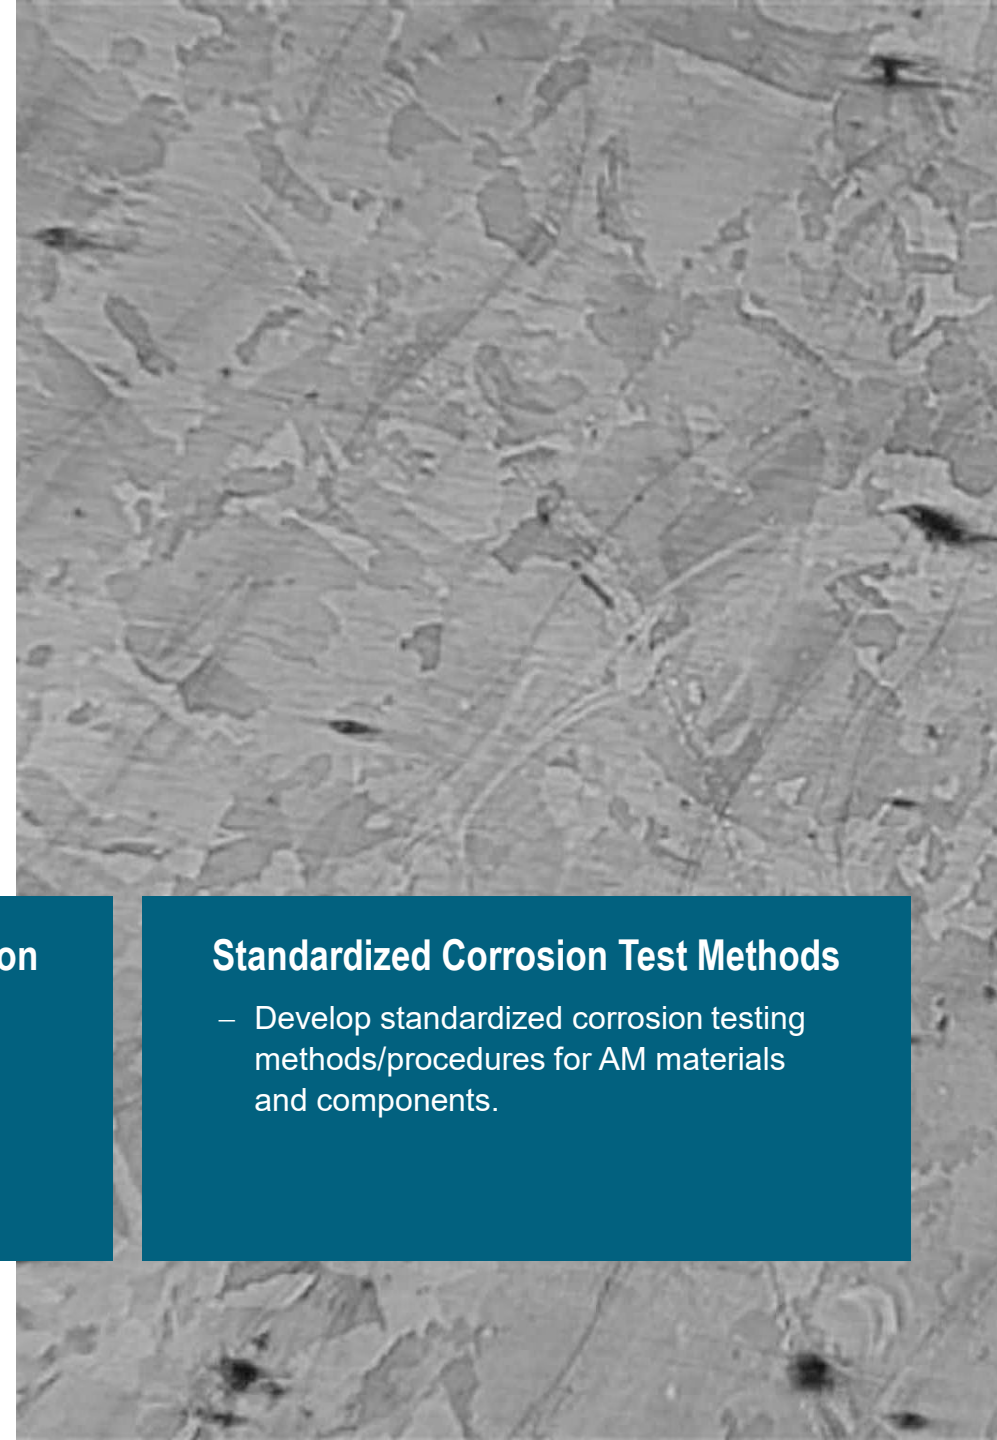 on
Standardized Corrosion Test Methods
– Develop standardized corrosion testing
methods/procedures for AM materials
and components.